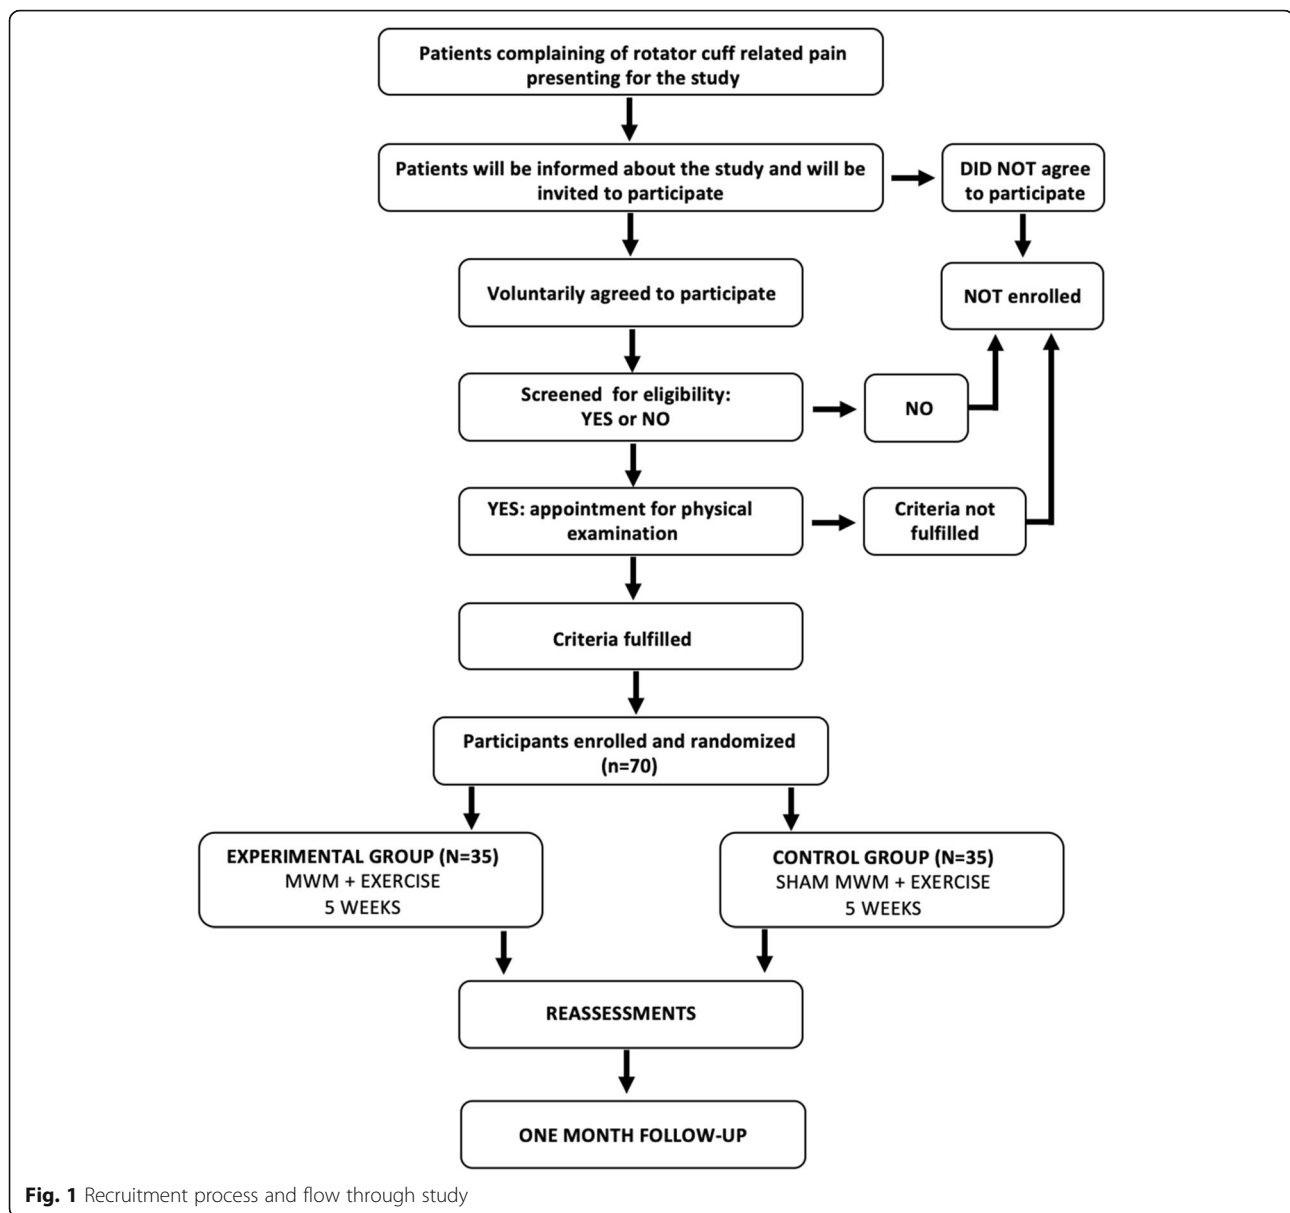 Patients complaining of rotator cuff related pain
presenting for the study
Patients will be informed about the study and will be
invited to participate
DID NOT agree
to participate
Voluntarily agreed to participate
NOT enrolled
Screened for eligibility:
YES or NO
NO
YES: appointment for physical
examination
Criteria not
fulfilled
Criteria fulfilled
Participants enrolled and randomized
(n=70)
EXPERIMENTAL GROUP (N=35)
MWM + EXERCISE
5 WEEKS
CONTROL GROUP (N=35)
SHAM MWM + EXERCISE
5 WEEKS
REASSESSMENTS
ONE MONTH FOLLOW-UP
Fig. 1 Recruitment process and flow through study